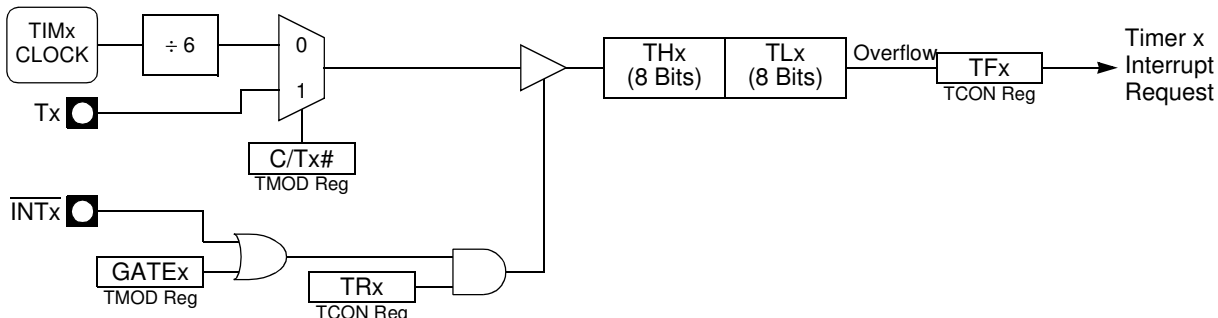 TIMx
CLOCK
÷ 6
0
1
Tx
C/Tx#
TMOD Reg
THx
(8 Bits)
TLx
(8 Bits)
Overflow
TFx
TCON Reg
Timer x
Interrupt
Request
INTx
GATEx
TMOD Reg
TRx
TCON Reg